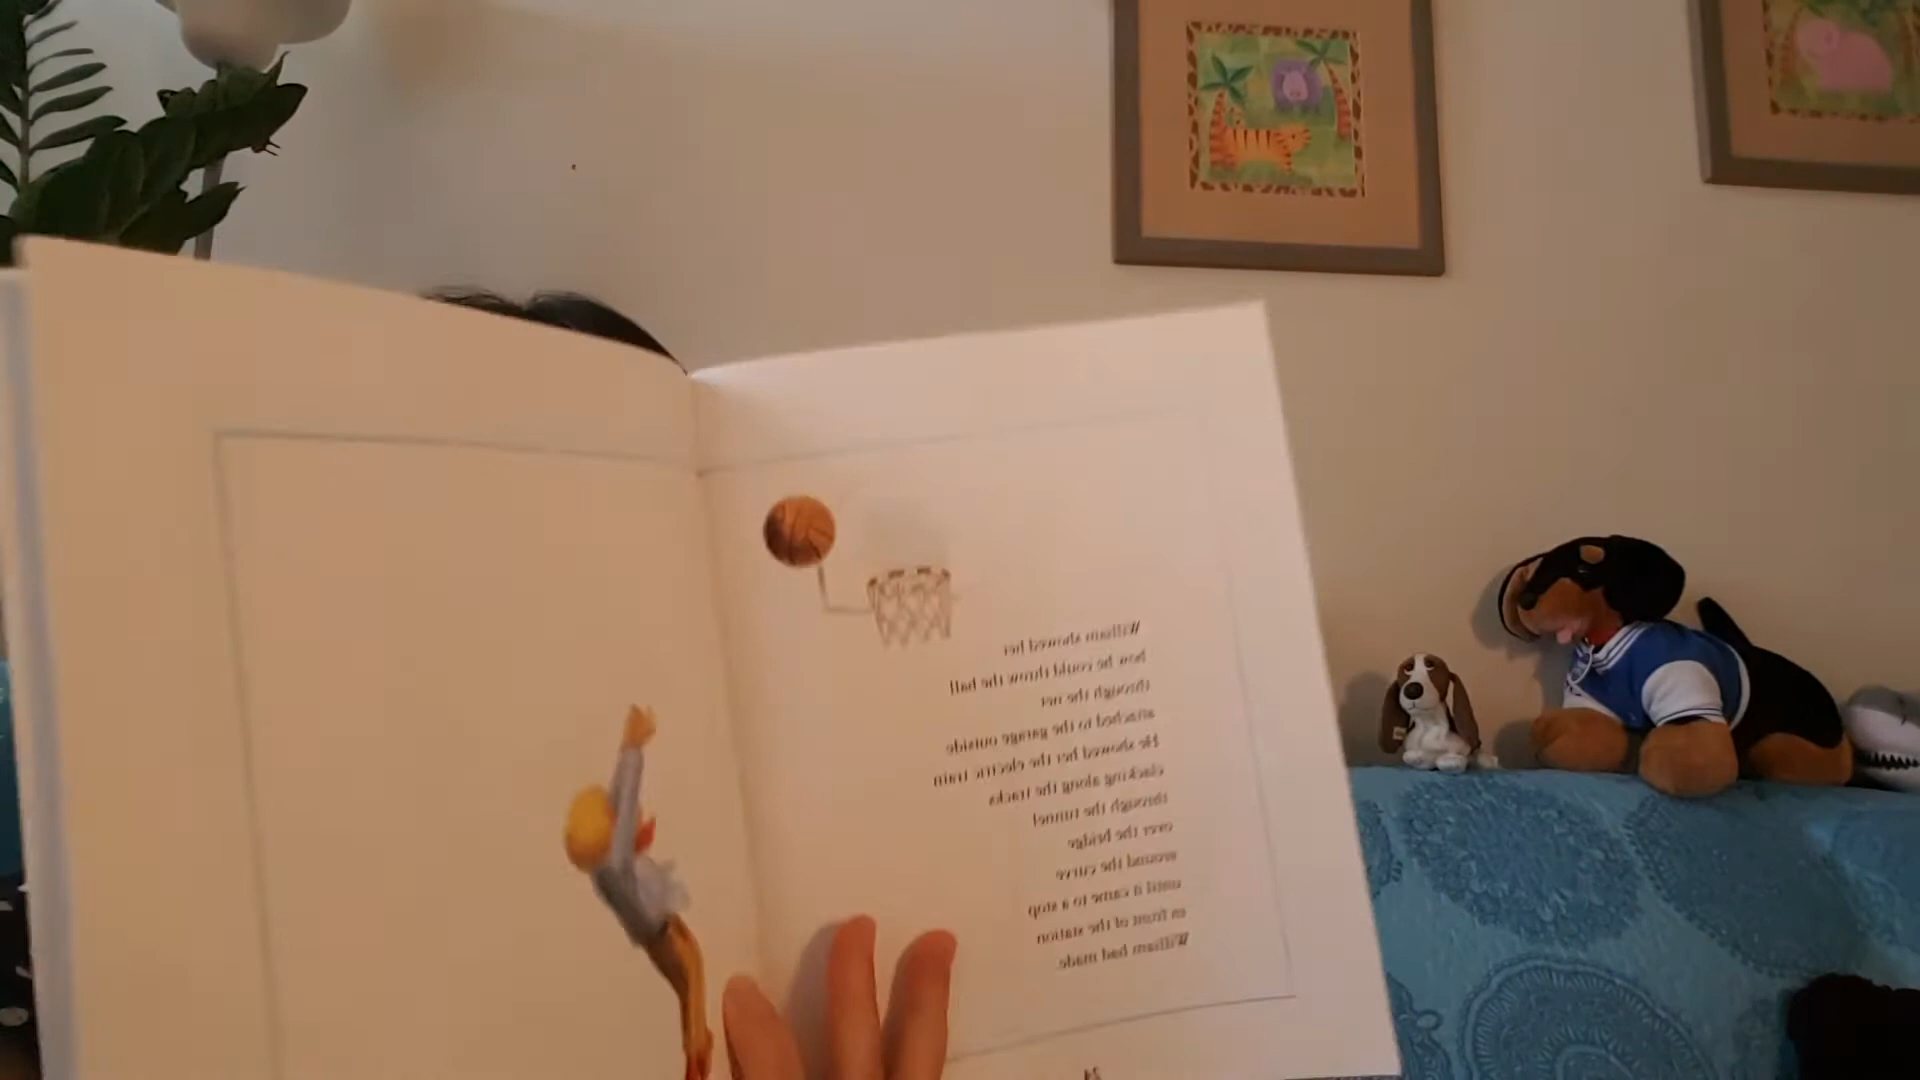 William showed her
how he could throw the ball
through the net
attached to the garage outside
He showed her the electric train
clacking along the tracks
through the tunnel
over the bridge
around the curve
until it came to a stop
in front of the station
William had made.
24